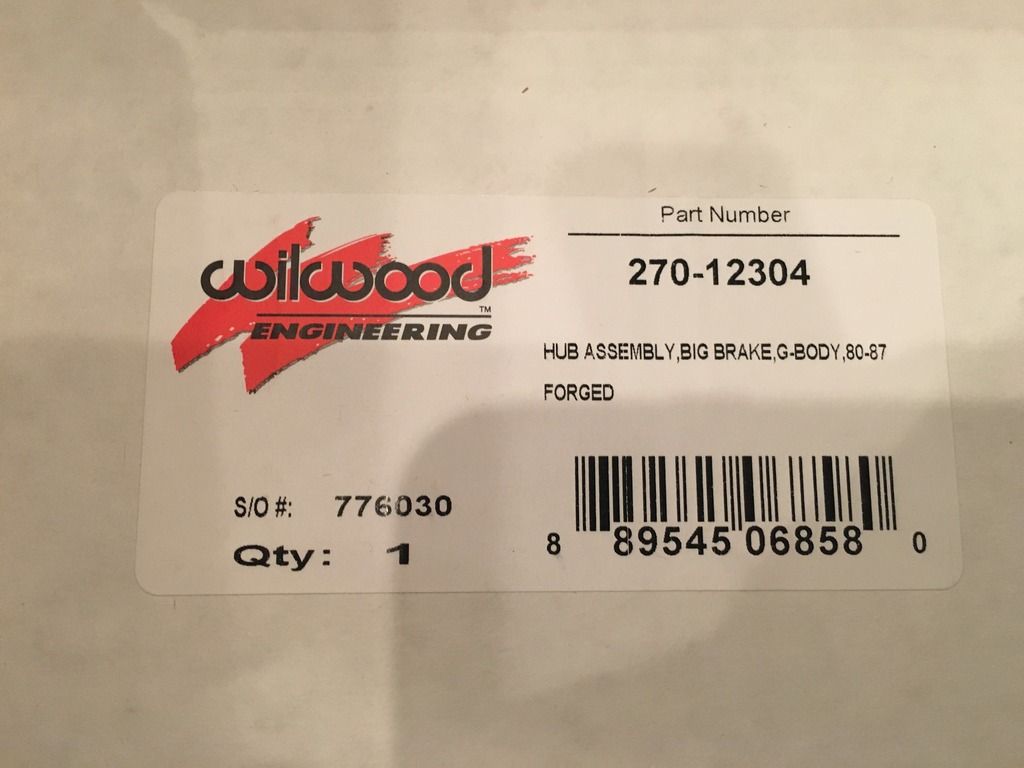 wilwood
TM
ENGINEERING
Part Number
270-12304
HUB ASSEMBLY,BIG BRAKE,G-BODY,80-87
FORGED
S/O #: 776030
Qty: 1
8 89545 06858 0